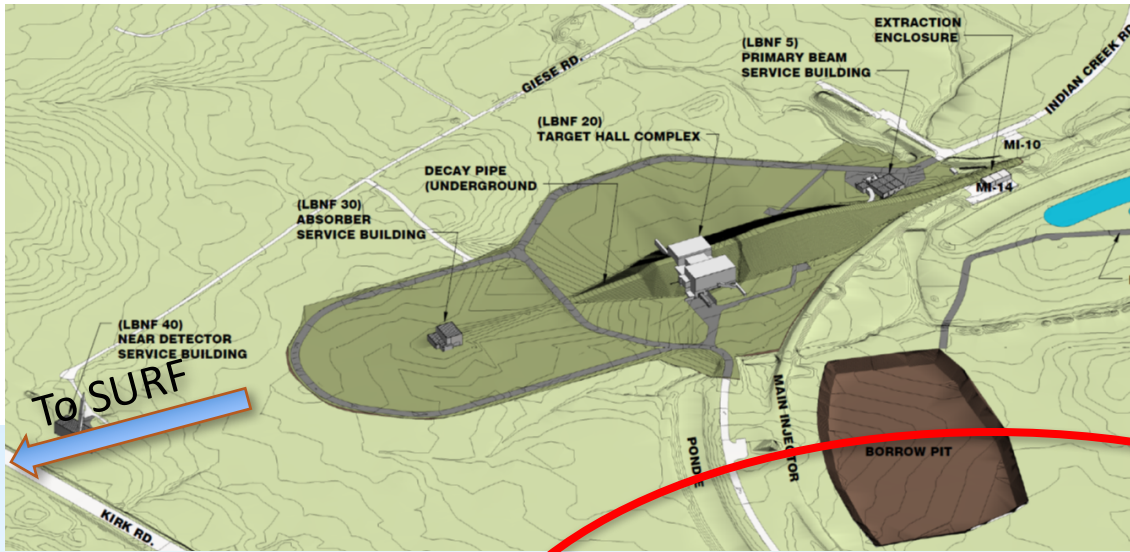 EXTRACTION
ENCLOSURE
(LBNF 5)
PRIMARY BEAM
SERVICE BUILDING
INDIAN CREEK RD
GIESE RD.
(LBNF 20)
TARGET HALL COMPLEX
MI-10
DECAY PIPE
(UNDERGROUND
MI-14
(LBNF 30)
ABSORBER
SERVICE BUILDING
(LBNF 40)
NEAR DETECTOR
SERVICE BUILDING
To SURF
MAIN INJECTOR
BORROW PIT
KIRK RD.